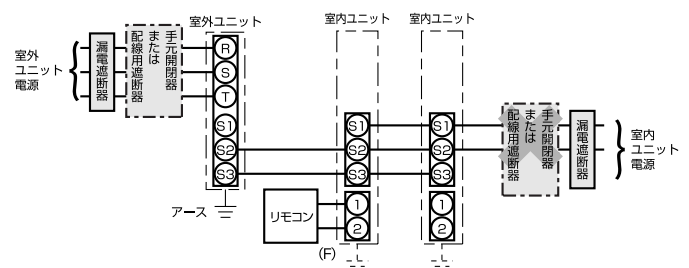 室外
ユニット
電源
漏電遮断器
手元開閉器
または
配線用遮断器
室外ユニット
R
S
T
S1
S2
S3
アース
室内ユニット
S1
S2
S3
1
2
リモコン
(F)
室内ユニット
S1
S2
S3
1
2
手元開閉器
または
配線用遮断器
漏電遮断器
室内
ユニット
電源